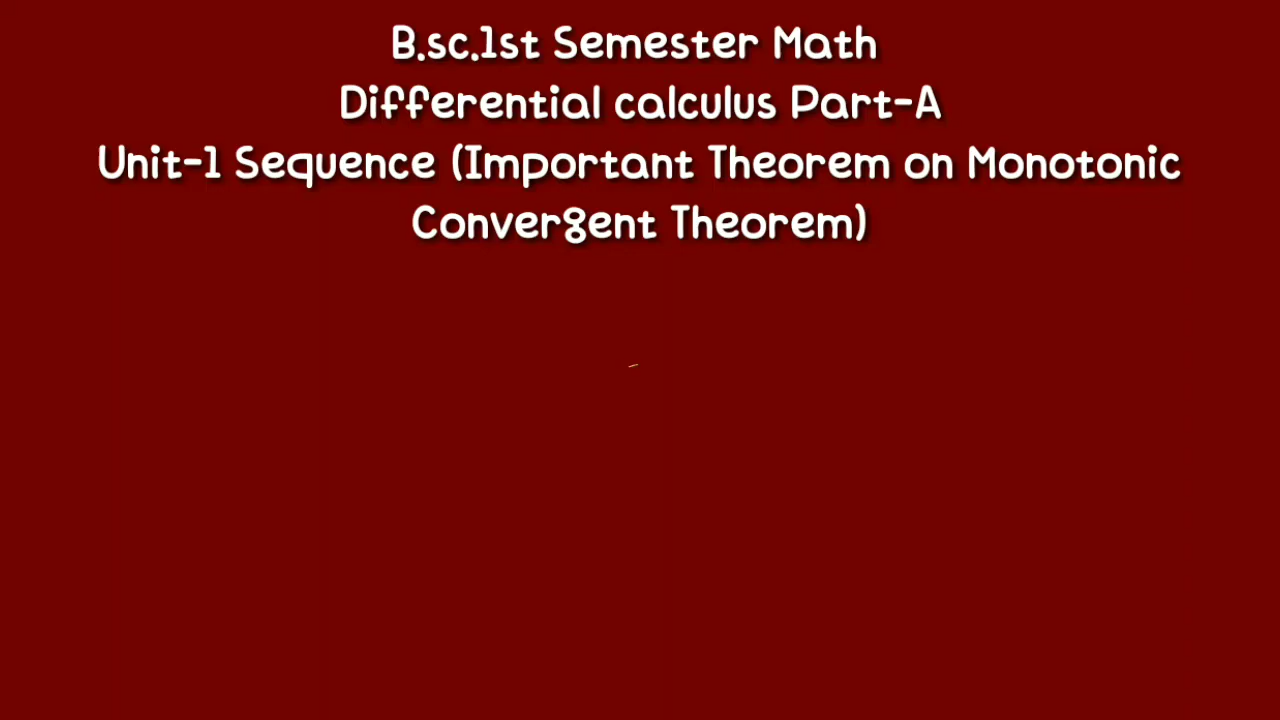 B.sc.1st Semester Math
Differential calculus Part-A
Unit-1 Sequence (Important Theorem on Monotonic
Convergent Theorem)